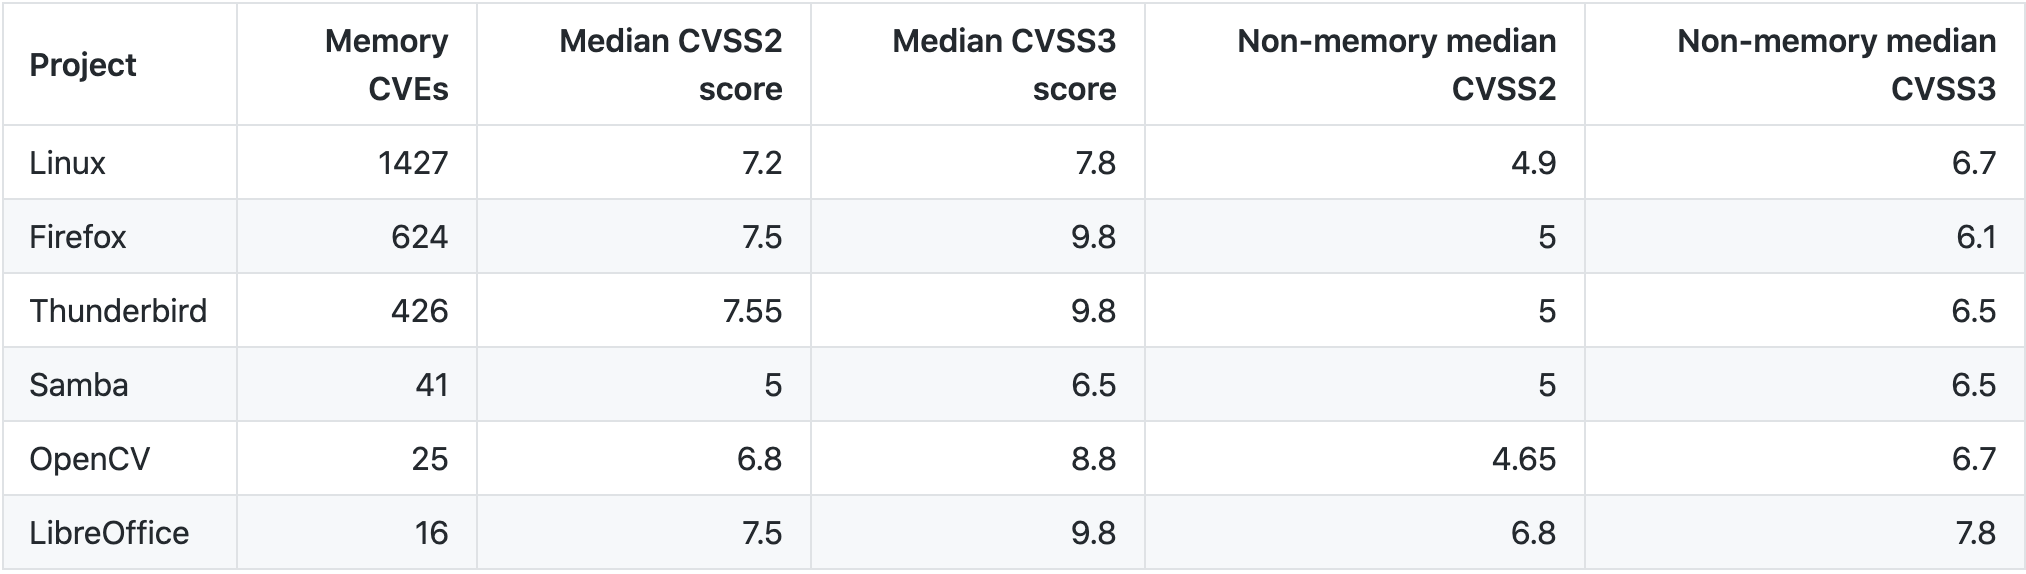 Project Memory CVEs Median CVSS2 score Median CVSS3 score Non-memory median CVSS2 Non-memory median CVSS3
Linux 1427 7.2 7.8 4.9 6.7
Firefox 624 7.5 9.8 5 6.1
Thunderbird 426 7.55 9.8 5 6.5
Samba 41 5 6.5 5 6.5
OpenCV 25 6.8 8.8 4.65 6.7
LibreOffice 16 7.5 9.8 6.8 7.8